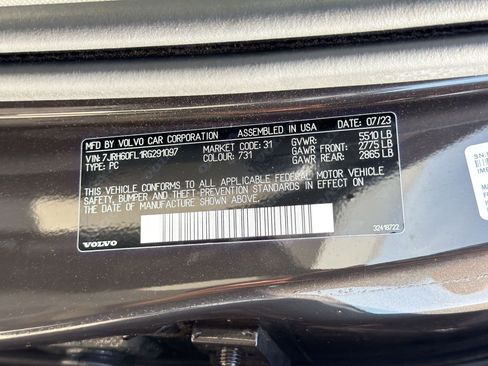 MFD BY VOLVO CAR CORPORATION ASSEMBLED IN USA 07/23
VIN: 7JRH60FL1RG291097 MARKET CODE: 31 GVWR: 5510 LB
TYPE: PC COLOUR: 731 GAWR FRONT: 2775 LB
GAWR REAR: 2865 LB
THIS VEHICLE CONFORMS TO ALL APPLICABLE FEDERAL MOTOR VEHICLE
SAFETY, BUMPER AND THEFT-PREVENTION STANDARDS IN EFFECT ON
THE DATE OF MANUFACTURE SHOWN ABOVE.
VOLVO
32418722